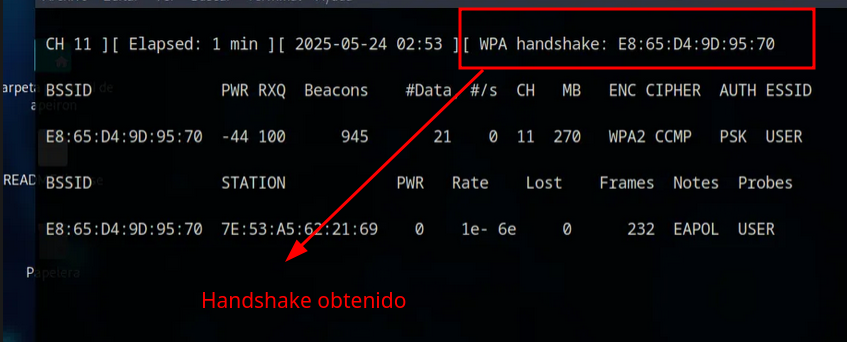 CH 11 ][ Elapsed: 1 min ][ 2025-05-24 02:53 ][ WPA handshake: E8:65:D4:9D:95:70
BSSID PWR RXQ Beacons #Data #/s CH MB ENC CIPHER AUTH ESSID
E8:65:D4:9D:95:70 -44 100 945 21 0 11 270 WPA2 CCMP PSK USER
BSSID STATION PWR Rate Lost Frames Notes Probes
E8:65:D4:9D:95:70 7E:53:A5:62:21:69 0 1e- 6e 0 232 EAPOL USER
Papelera
Handshake obtenido